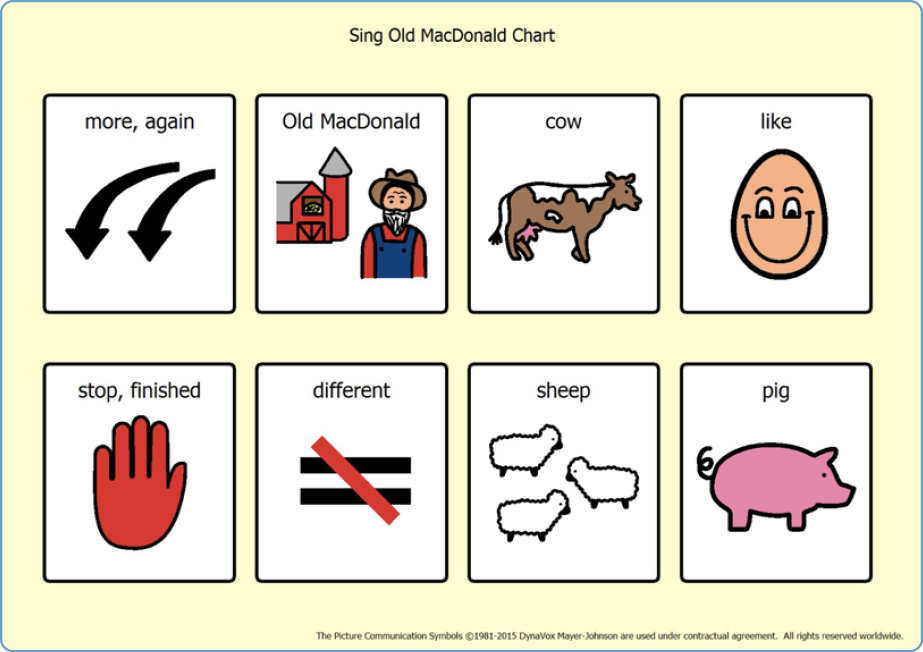 Sing Old MacDonald Chart
more, again
Old MacDonald
cow
like
stop, finished
different
sheep
pig
The Picture Communication Symbols ©1981-2015 DynaVox Mayer-Johnson are used under contractual agreement. All rights reserved worldwide.